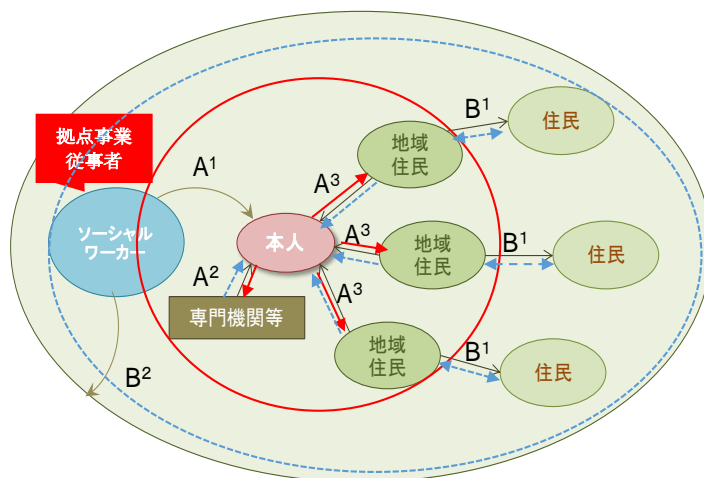 拠点事業
従事者
ソーシャル
ワーカー
A¹
本人
A²
専門機関等
A³
地域
住民
B¹
住民
A³
地域
住民
B¹
住民
A³
地域
住民
B¹
住民
B²